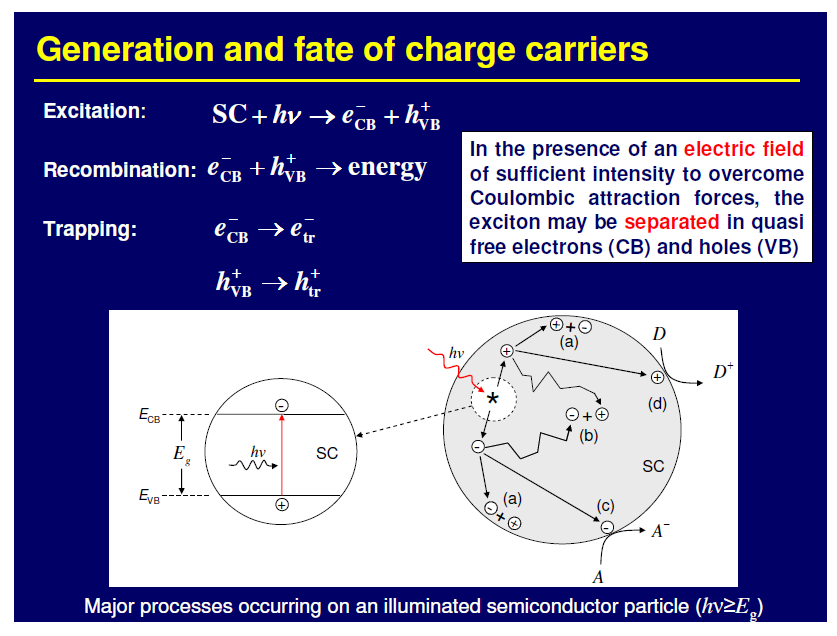 Generation and fate of charge carriers
Excitation: SC + hν → e⁻CB + h⁺VB
Recombination: e⁻CB + h⁺VB → energy
Trapping: e⁻CB → e⁻tr
h⁺VB → h⁺tr
In the presence of an electric field
of sufficient intensity to overcome
Coulombic attraction forces, the
exciton may be separated in quasi
free electrons (CB) and holes (VB)
ECB
Eg
EVB
hν
SC
−
+
hν
*
+
−
+ + −
(a)
− + +
(b)
− + +
(a)
(c)
−
(d)
+
SC
D
D⁺
A
A⁻
Major processes occurring on an illuminated semiconductor particle (hν≥Eg)